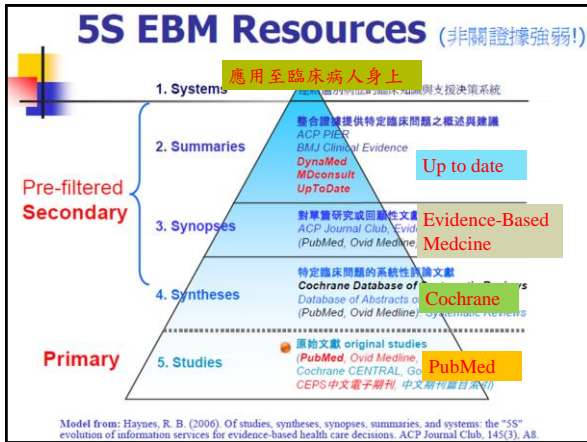 5S EBM Resources (非關證據強弱!)
應用至臨床病人身上
1. Systems
2. Summaries
整合證據提供特定臨床問題之概述與建議
ACP PIER
BMJ Clinical Evidence
DynaMed
MDconsult
UpToDate
Up to date
Pre-filtered
Secondary
3. Synopses
對單篇研究或回顧性文獻
ACP Journal Club,
(PubMed, Ovid Medline,
Evidence-Based
Medcine
4. Syntheses
特定臨床問題的系統性評論文獻
Cochrane Database of Systematic Reviews
Database of Abstracts of
(PubMed, Ovid Medline): Systematic Reviews
Cochrane
Primary
5. Studies
原始文獻 original studies
(PubMed, Ovid Medline,
Cochrane CENTRAL,
CEPS中文電子期刊, 中文期刊篇目索引)
PubMed
Model from: Haynes, R. B. (2006). Of studies, syntheses, synopses, summaries, and systems: the "5S"
evolution of information services for evidence-based health care decisions. ACP Journal Club, 145(3), A8.